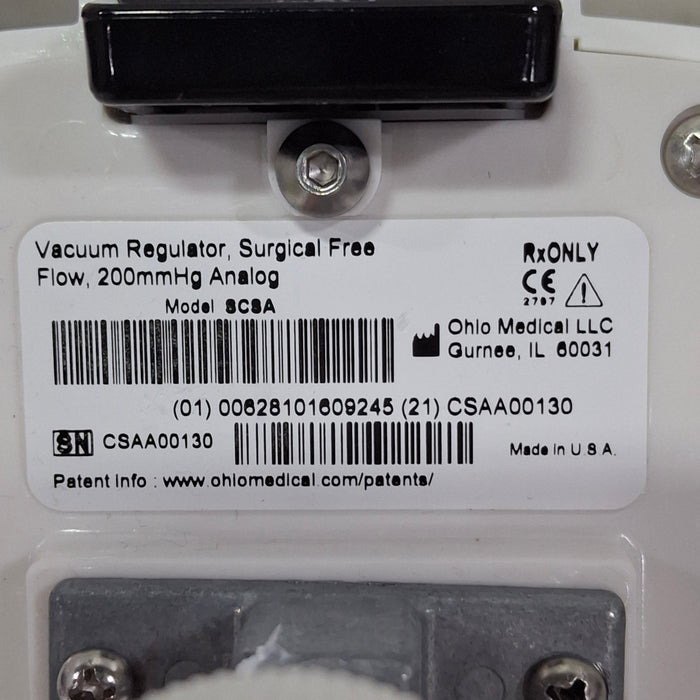 Vacuum Regulator, Surgical Free
Flow, 200mmHg Analog
Model SCSA
RxONLY
CE
2797
Ohio Medical LLC
Gurnee, IL 60031
(01) 00628101609245 (21) CSAA00130
SN CSAA00130
Made in U.S.A.
Patent Info : www.ohiomedical.com/patents/